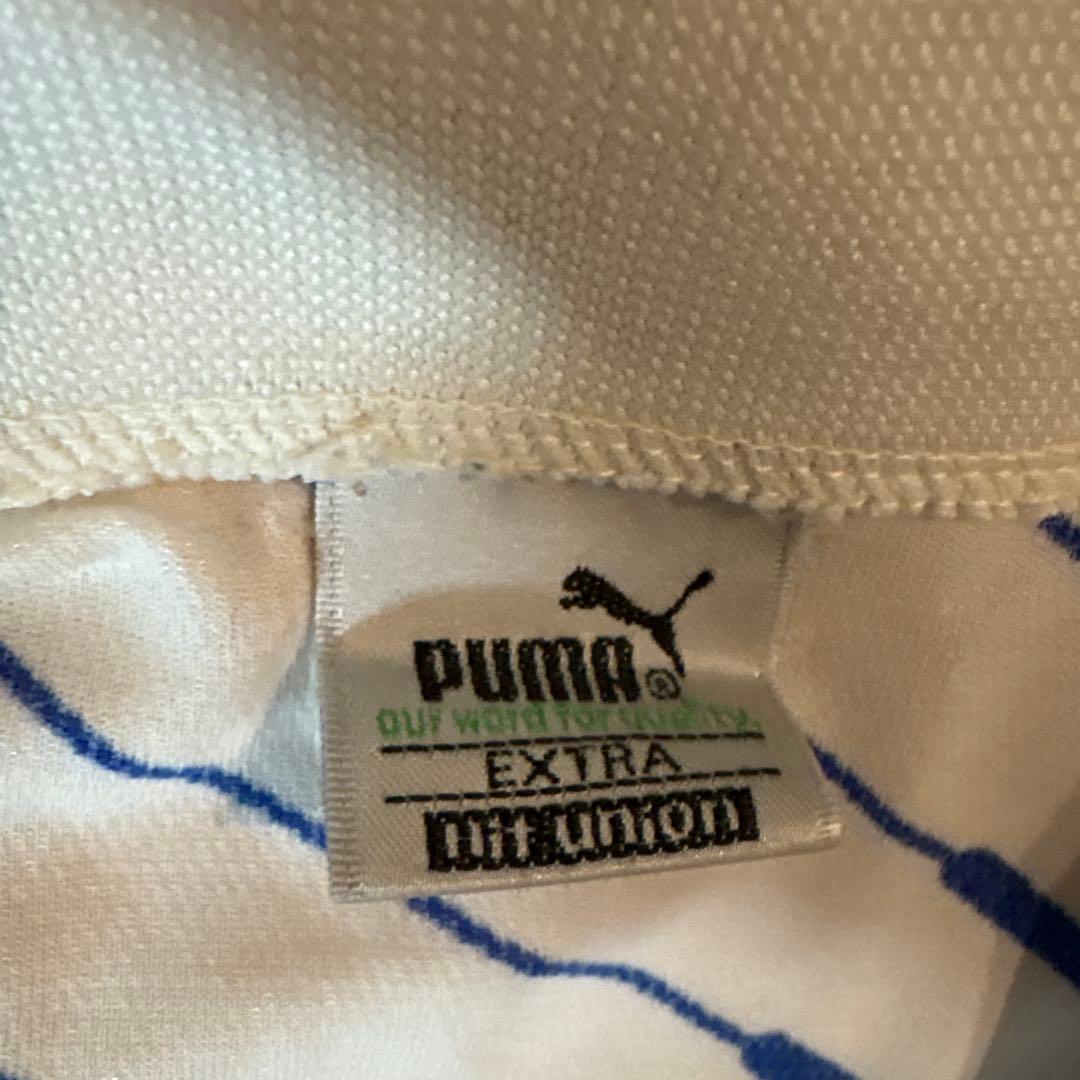 PUMA®
our word for quality.
EXTRA
hit union